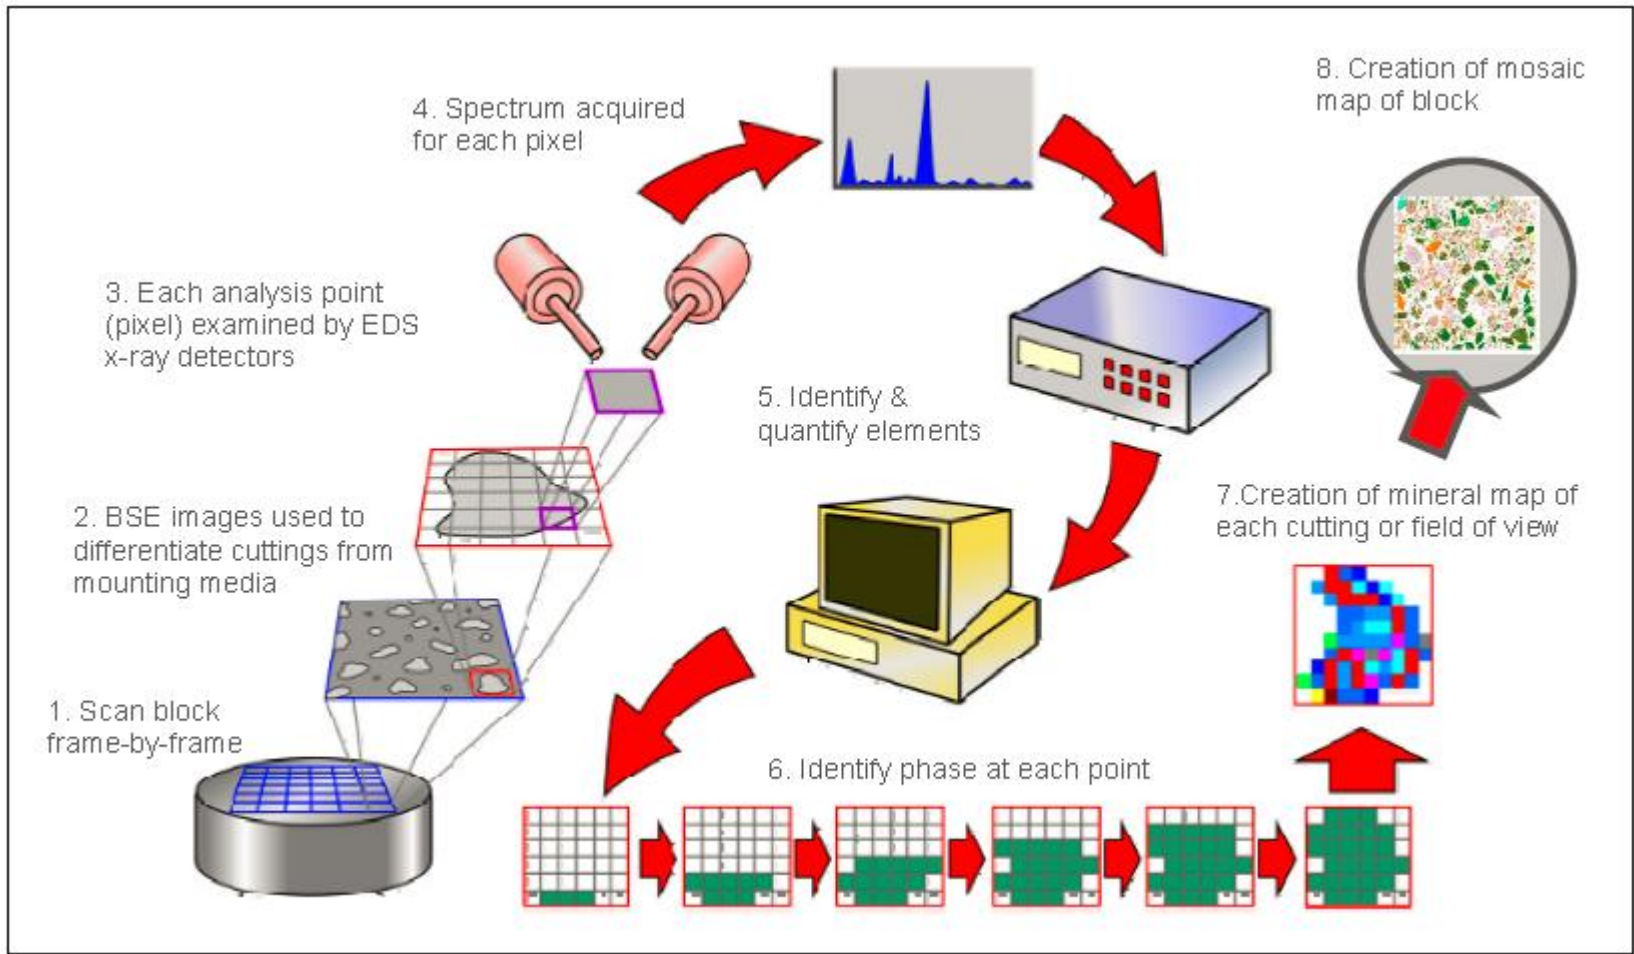 1. Scan block
frame-by-frame
2. BSE images used to
differentiate cuttings from
mounting media
3. Each analysis point
(pixel) examined by EDS
x-ray detectors
4. Spectrum acquired
for each pixel
5. Identify &
quantify elements
6. Identify phase at each point
7.Creation of mineral map of
each cutting or field of view
8. Creation of mosaic
map of block